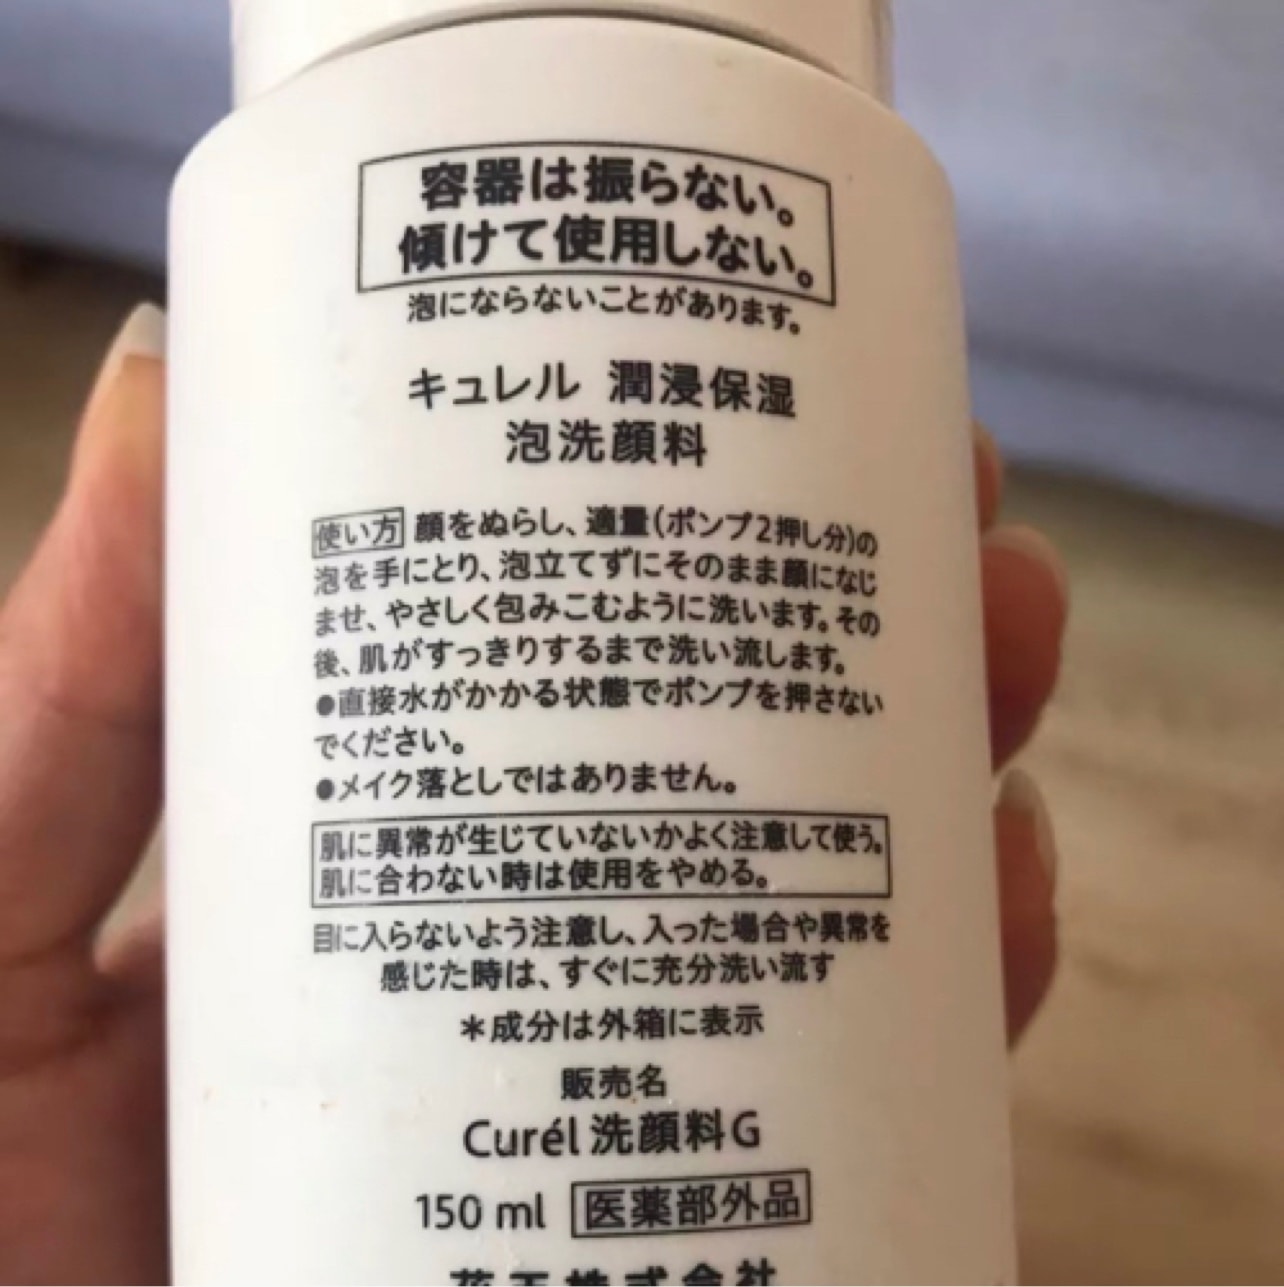 容器は振らない。
傾けて使用しない。
泡にならないことがあります。
キュレル 潤浸保湿
泡洗顔料
使い方 顔をぬらし、適量(ポンプ2押し分)の
泡を手にとり、泡立てずにそのまま顔になじ
ませ、やさしく包みこむように洗います。その
後、肌がすっきりするまで洗い流します。
●直接水がかかる状態でポンプを押さない
でください。
●メイク落としではありません。
肌に異常が生じていないかよく注意して使う。
肌に合わない時は使用をやめる。
目に入らないよう注意し、入った場合や異常を
感じた時は、すぐに充分洗い流す
*成分は外箱に表示
販売名
Curél 洗顔料G
150 ml 医薬部外品
花王株式会社